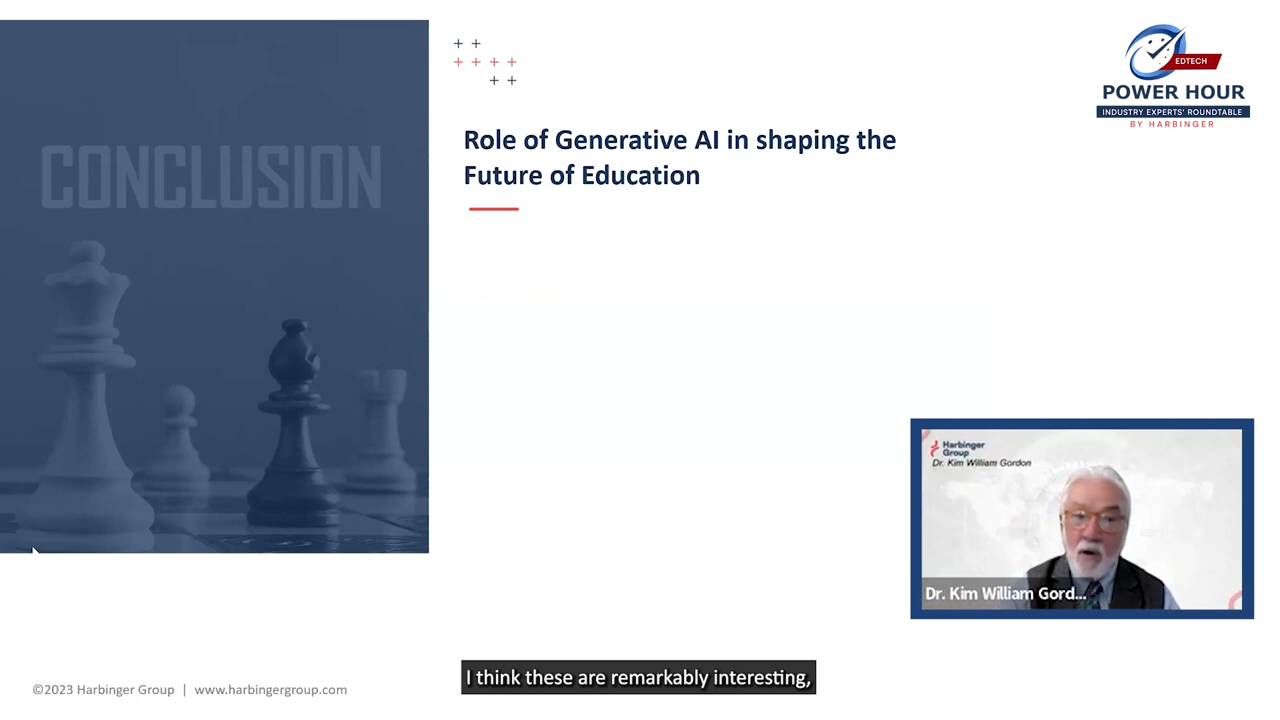 CONCLUSION
EDTECH
POWER HOUR
INDUSTRY EXPERTS' ROUNDTABLE
BY HARBINGER
Role of Generative AI in shaping the
Future of Education
Harbinger
Group
Dr. Kim William Gordon
Dr. Kim William Gord...
I think these are remarkably interesting,
©2023 Harbinger Group | www.harbingergroup.com